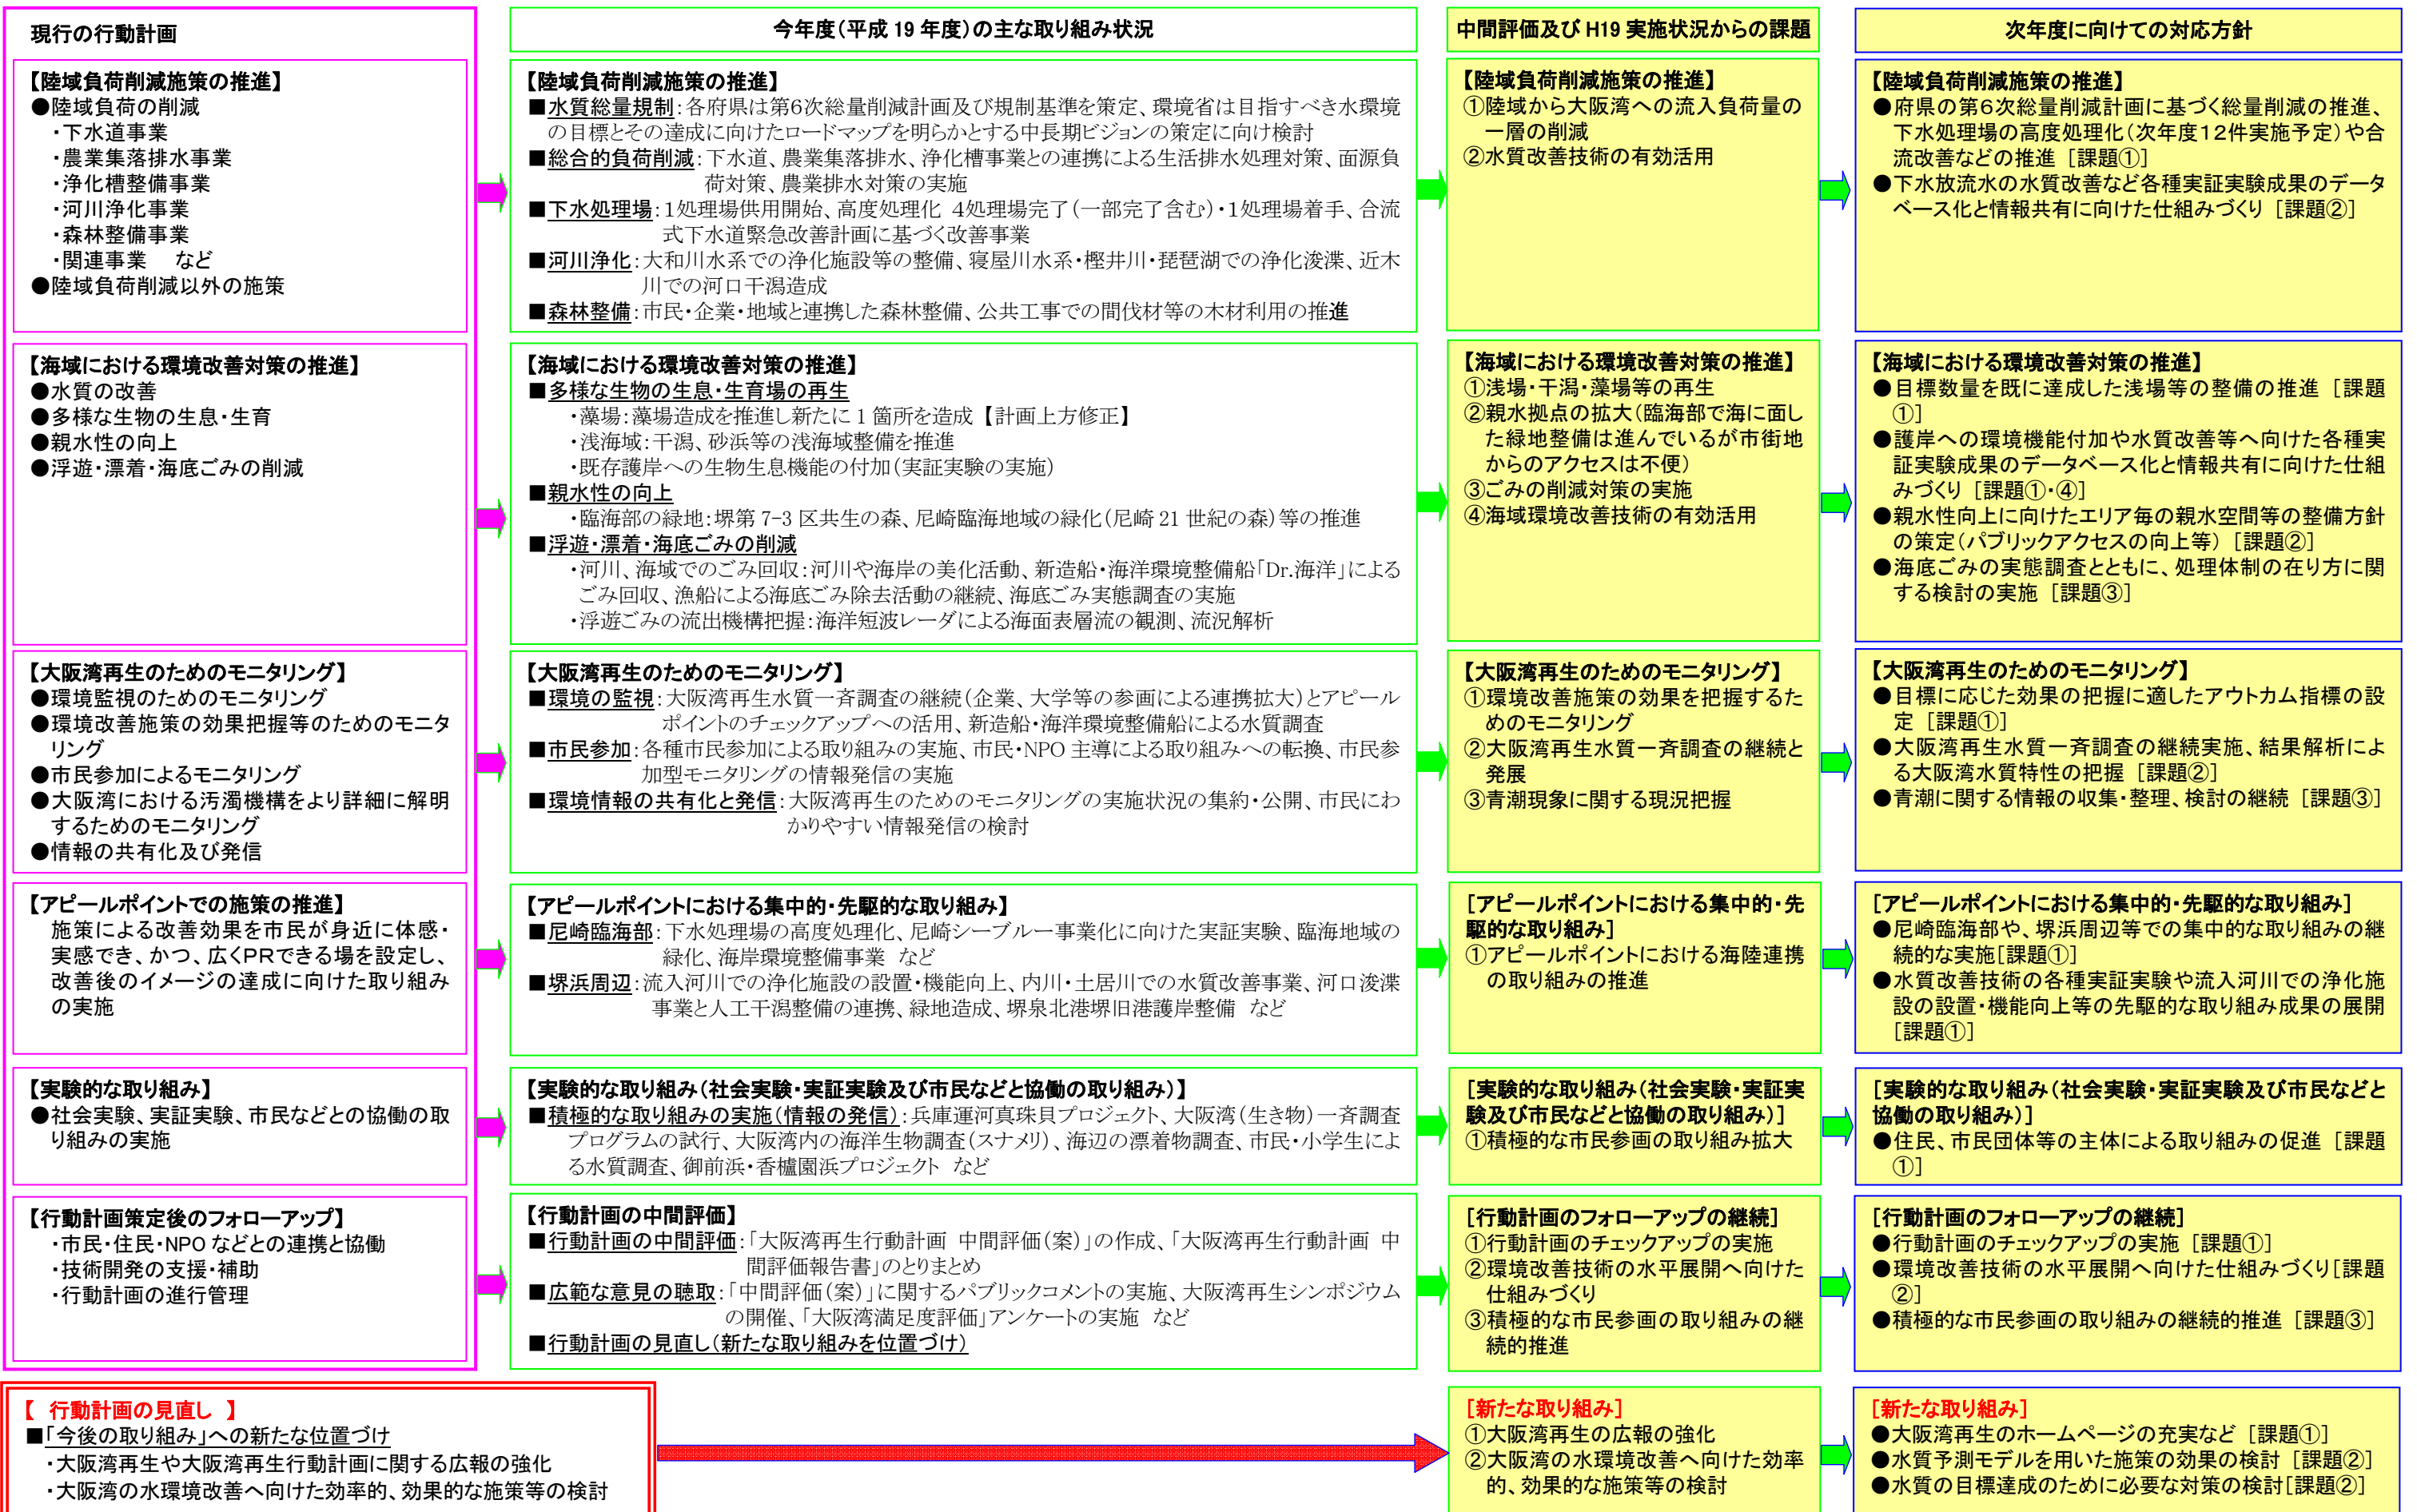 現行の行動計画
今年度(平成 19 年度)の主な取り組み状況
中間評価及び H19 実施状況からの課題
次年度に向けての対応方針
【陸域負荷削減施策の推進】
●陸域負荷の削減
・下水道事業
・農業集落排水事業
・浄化槽整備事業
・河川浄化事業
・森林整備事業
・関連事業 など
●陸域負荷削減以外の施策
【陸域負荷削減施策の推進】
■水質総量規制:各府県は第6次総量削減計画及び規制基準を策定、環境省は目指すべき水環境
の目標とその達成に向けたロードマップを明らかとする中長期ビジョンの策定に向け検討
■総合的負荷削減:下水道、農業集落排水、浄化槽事業との連携による生活排水処理対策、面源負
荷対策、農業排水対策の実施
■下水処理場:1処理場供用開始、高度処理化 4処理場完了(一部完了含む)・1処理場着手、合流
式下水道緊急改善計画に基づく改善事業
■河川浄化:大和川水系での浄化施設等の整備、寝屋川水系・樫井川・琵琶湖での浄化浚渫、近木
川での河口干潟造成
■森林整備:市民・企業・地域と連携した森林整備、公共工事での間伐材等の木材利用の推進
【陸域負荷削減施策の推進】
①陸域から大阪湾への流入負荷量の
一層の削減
②水質改善技術の有効活用
【陸域負荷削減施策の推進】
●府県の第6次総量削減計画に基づく総量削減の推進、
下水処理場の高度処理化(次年度12件実施予定)や合
流改善などの推進 [課題①]
●下水放流水の水質改善など各種実証実験成果のデータ
ベース化と情報共有に向けた仕組みづくり [課題②]
【海域における環境改善対策の推進】
●水質の改善
●多様な生物の生息・生育
●親水性の向上
●浮遊・漂着・海底ごみの削減
【海域における環境改善対策の推進】
■多様な生物の生息・生育場の再生
・藻場:藻場造成を推進し新たに 1 箇所を造成【計画上方修正】
・浅海域:干潟、砂浜等の浅海域整備を推進
・既存護岸への生物生息機能の付加(実証実験の実施)
■親水性の向上
・臨海部の緑地:堺第 7-3 区共生の森、尼崎臨海地域の緑化(尼崎 21 世紀の森)等の推進
■浮遊・漂着・海底ごみの削減
・河川、海域でのごみ回収:河川や海岸の美化活動、新造船・海洋環境整備船「Dr.海洋」による
ごみ回収、漁船による海底ごみ除去活動の継続、海底ごみ実態調査の実施
・浮遊ごみの流出機構把握:海洋短波レーダによる海面表層流の観測、流況解析
【海域における環境改善対策の推進】
①浅場・干潟・藻場等の再生
②親水拠点の拡大(臨海部で海に面し
た緑地整備は進んでいるが市街地
からのアクセスは不便)
③ごみの削減対策の実施
④海域環境改善技術の有効活用
【海域における環境改善対策の推進】
●目標数量を既に達成した浅場等の整備の推進 [課題
①]
●護岸への環境機能付加や水質改善等へ向けた各種実
証実験成果のデータベース化と情報共有に向けた仕組
みづくり [課題①・④]
●親水性向上に向けたエリア毎の親水空間等の整備方針
の策定(パブリックアクセスの向上等) [課題②]
●海底ごみの実態調査とともに、処理体制の在り方に関
する検討の実施 [課題③]
【大阪湾再生のためのモニタリング】
●環境監視のためのモニタリング
●環境改善施策の効果把握等のためのモニタ
リング
●市民参加によるモニタリング
●大阪湾における汚濁機構をより詳細に解明
するためのモニタリング
●情報の共有化及び発信
【大阪湾再生のためのモニタリング】
■環境の監視:大阪湾再生水質一斉調査の継続(企業、大学等の参画による連携拡大)とアピール
ポイントのチェックアップへの活用、新造船・海洋環境整備船による水質調査
■市民参加:各種市民参加による取り組みの実施、市民・NPO 主導による取り組みへの転換、市民参
加型モニタリングの情報発信の実施
■環境情報の共有化と発信:大阪湾再生のためのモニタリングの実施状況の集約・公開、市民にわ
かりやすい情報発信の検討
【大阪湾再生のためのモニタリング】
①環境改善施策の効果を把握するた
めのモニタリング
②大阪湾再生水質一斉調査の継続と
発展
③青潮現象に関する現況把握
【大阪湾再生のためのモニタリング】
●目標に応じた効果の把握に適したアウトカム指標の設
定 [課題①]
●大阪湾再生水質一斉調査の継続実施、結果解析によ
る大阪湾水質特性の把握 [課題②]
●青潮に関する情報の収集・整理、検討の継続 [課題③]
【アピールポイントでの施策の推進】
施策による改善効果を市民が身近に体感・
実感でき、かつ、広くPRできる場を設定し、
改善後のイメージの達成に向けた取り組み
の実施
【アピールポイントにおける集中的・先駆的な取り組み】
■尼崎臨海部:下水処理場の高度処理化、尼崎シーブルー事業化に向けた実証実験、臨海地域の
緑化、海岸環境整備事業 など
■堺浜周辺:流入河川での浄化施設の設置・機能向上、内川・土居川での水質改善事業、河口浚渫
事業と人工干潟整備の連携、緑地造成、堺泉北港堺旧港護岸整備 など
[アピールポイントにおける集中的・先
駆的な取り組み]
①アピールポイントにおける海陸連携
の取り組みの推進
[アピールポイントにおける集中的・先駆的な取り組み]
●尼崎臨海部や、堺浜周辺等での集中的な取り組みの継
続的な実施[課題①]
●水質改善技術の各種実証実験や流入河川での浄化施
設の設置・機能向上等の先駆的な取り組み成果の展開
[課題①]
【実験的な取り組み】
●社会実験、実証実験、市民などとの協働の取
り組みの実施
【実験的な取り組み(社会実験・実証実験及び市民などと協働の取り組み)】
■積極的な取り組みの実施(情報の発信):兵庫運河真珠貝プロジェクト、大阪湾(生き物)一斉調査
プログラムの試行、大阪湾内の海洋生物調査(スナメリ)、海辺の漂着物調査、市民・小学生によ
る水質調査、御前浜・香櫨園浜プロジェクト など
[実験的な取り組み(社会実験・実証実
験及び市民などと協働の取り組み)]
①積極的な市民参画の取り組み拡大
[実験的な取り組み(社会実験・実証実験及び市民などと
協働の取り組み)]
●住民、市民団体等の主体による取り組みの促進 [課題
①]
【行動計画策定後のフォローアップ】
・市民・住民・NPO などとの連携と協働
・技術開発の支援・補助
・行動計画の進行管理
【行動計画の中間評価】
■行動計画の中間評価:「大阪湾再生行動計画 中間評価(案)」の作成、「大阪湾再生行動計画 中
間評価報告書」のとりまとめ
■広範な意見の聴取:「中間評価(案)」に関するパブリックコメントの実施、大阪湾再生シンポジウム
の開催、「大阪湾満足度評価」アンケートの実施 など
■行動計画の見直し(新たな取り組みを位置づけ)
[行動計画のフォローアップの継続]
①行動計画のチェックアップの実施
②環境改善技術の水平展開へ向けた
仕組みづくり
③積極的な市民参画の取り組みの継
続的推進
[行動計画のフォローアップの継続]
●行動計画のチェックアップの実施 [課題①]
●環境改善技術の水平展開へ向けた仕組みづくり[課題
②]
●積極的な市民参画の取り組みの継続的推進 [課題③]
【 行動計画の見直し 】
■「今後の取り組み」への新たな位置づけ
・大阪湾再生や大阪湾再生行動計画に関する広報の強化
・大阪湾の水環境改善へ向けた効率的、効果的な施策等の検討
[新たな取り組み]
①大阪湾再生の広報の強化
②大阪湾の水環境改善へ向けた効率
的、効果的な施策等の検討
[新たな取り組み]
●大阪湾再生のホームページの充実など [課題①]
●水質予測モデルを用いた施策の効果の検討 [課題②]
●水質の目標達成のために必要な対策の検討[課題②]